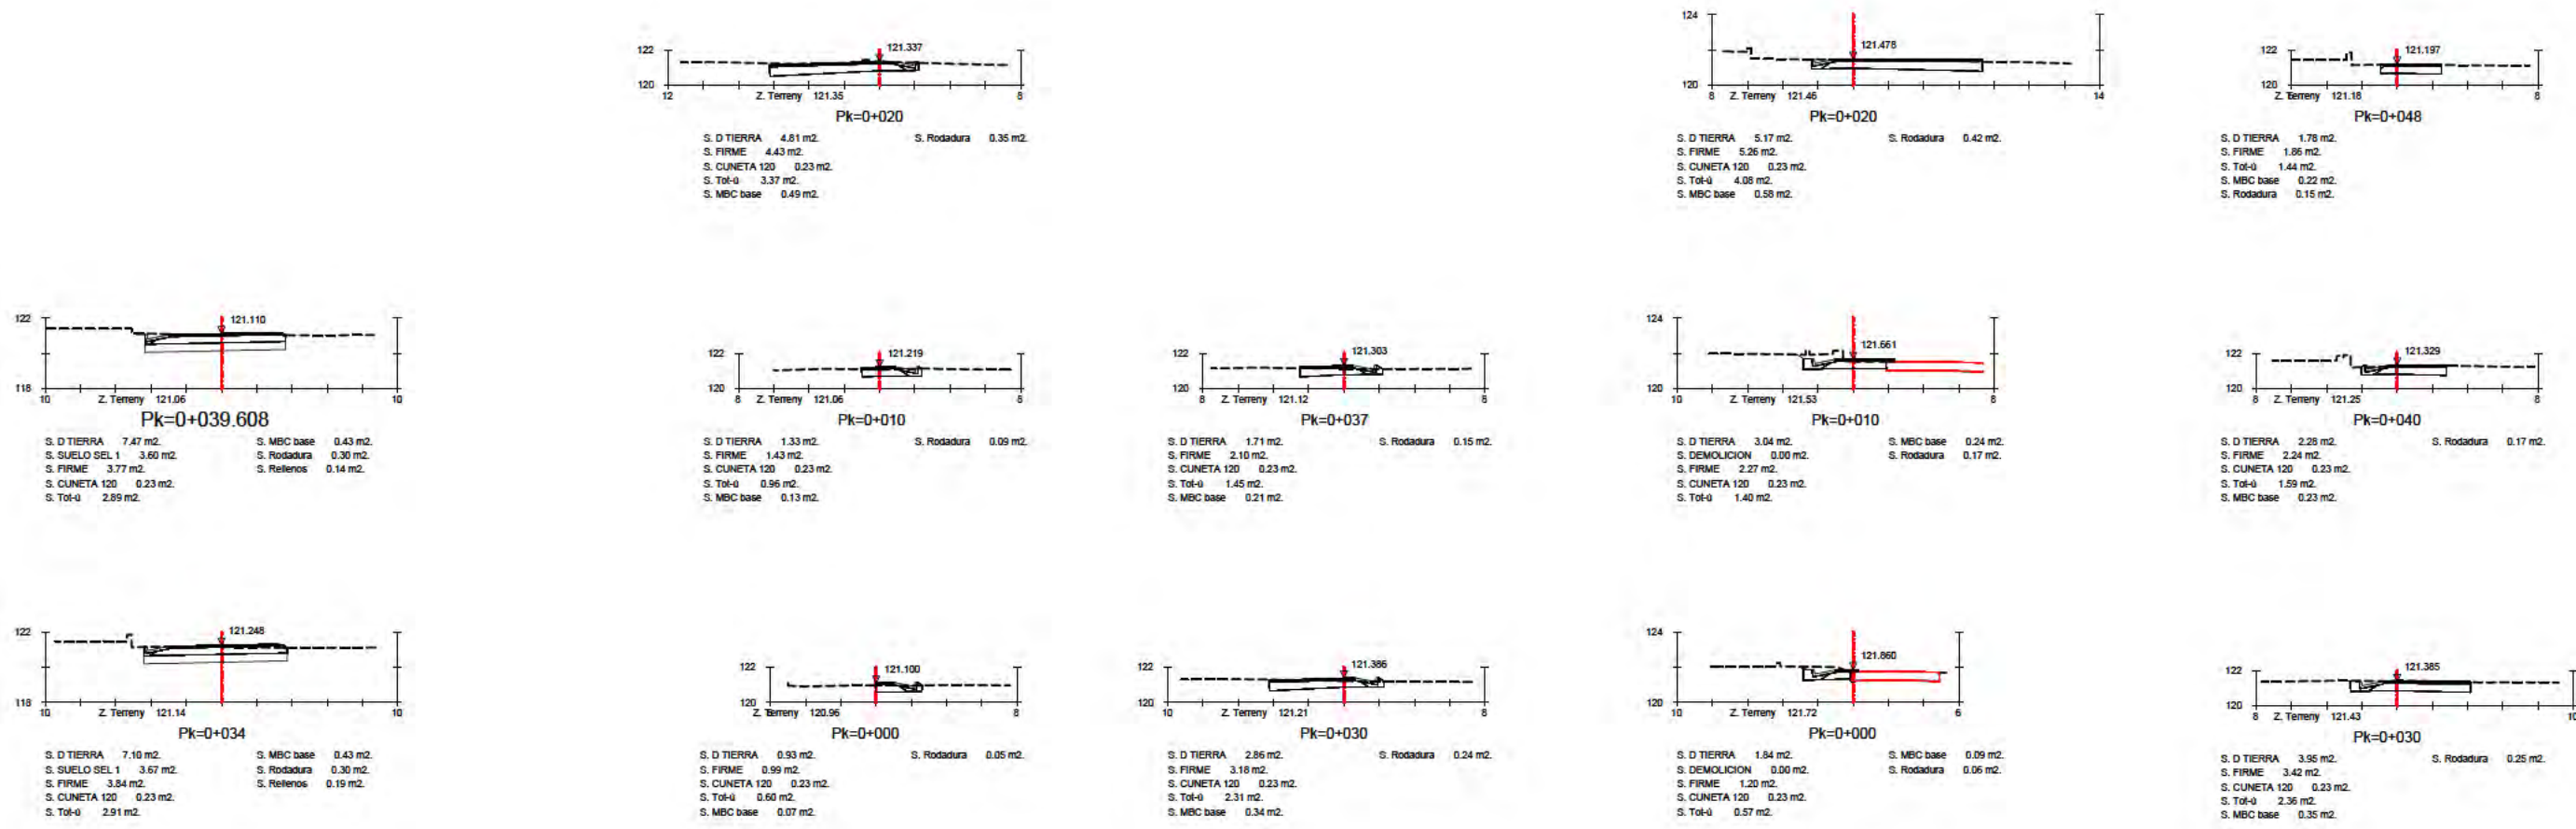 122
121.337
120
12
Z. Terreny 121.35
8
Pk=0+020
S. D TIERRA 4.81 m2.
S. Rodadura 0.35 m2.
S. FIRME 4.43 m2.
S. CUNETA 120 0.23 m2.
S. Tot-ú 3.37 m2.
S. MBC base 0.49 m2.
124
121.478
120
8
Z. Terreny 121.46
14
Pk=0+020
S. D TIERRA 5.17 m2.
S. Rodadura 0.42 m2.
S. FIRME 5.26 m2.
S. CUNETA 120 0.23 m2.
S. Tot-ú 4.08 m2.
S. MBC base 0.58 m2.
122
121.197
120
Z. Terreny 121.18
8
Pk=0+048
S. D TIERRA 1.78 m2.
S. FIRME 1.86 m2.
S. Tot-ú 1.44 m2.
S. MBC base 0.22 m2.
S. Rodadura 0.15 m2.
122
121.110
118
10
Z. Terreny 121.06
10
Pk=0+039.608
S. D TIERRA 7.47 m2.
S. MBC base 0.43 m2.
S. SUELO SEL 1 3.60 m2.
S. Rodadura 0.30 m2.
S. FIRME 3.77 m2.
S. Rellenos 0.14 m2.
S. CUNETA 120 0.23 m2.
S. Tot-ú 2.89 m2.
122
121.219
120
8
Z. Terreny 121.06
8
Pk=0+010
S. D TIERRA 1.33 m2.
S. Rodadura 0.09 m2.
S. FIRME 1.43 m2.
S. CUNETA 120 0.23 m2.
S. Tot-ú 0.96 m2.
S. MBC base 0.13 m2.
122
121.303
120
8
Z. Terreny 121.12
8
Pk=0+037
S. D TIERRA 1.71 m2.
S. Rodadura 0.15 m2.
S. FIRME 2.10 m2.
S. CUNETA 120 0.23 m2.
S. Tot-ú 1.45 m2.
S. MBC base 0.21 m2.
124
121.661
120
10
Z. Terreny 121.53
8
Pk=0+010
S. D TIERRA 3.04 m2.
S. MBC base 0.24 m2.
S. DEMOLICION 0.00 m2.
S. Rodadura 0.17 m2.
S. FIRME 2.27 m2.
S. CUNETA 120 0.23 m2.
S. Tot-ú 1.40 m2.
122
121.329
120
8
Z. Terreny 121.25
8
Pk=0+040
S. D TIERRA 2.28 m2.
S. Rodadura 0.17 m2.
S. FIRME 2.24 m2.
S. CUNETA 120 0.23 m2.
S. Tot-ú 1.59 m2.
S. MBC base 0.23 m2.
122
121.248
118
10
Z. Terreny 121.14
10
Pk=0+034
S. D TIERRA 7.10 m2.
S. MBC base 0.43 m2.
S. SUELO SEL 1 3.67 m2.
S. Rodadura 0.30 m2.
S. FIRME 3.84 m2.
S. Rellenos 0.19 m2.
S. CUNETA 120 0.23 m2.
S. Tot-ú 2.91 m2.
122
121.100
120
Z. Terreny 120.96
8
Pk=0+000
S. D TIERRA 0.93 m2.
S. Rodadura 0.05 m2.
S. FIRME 0.99 m2.
S. CUNETA 120 0.23 m2.
S. Tot-ú 0.60 m2.
S. MBC base 0.07 m2.
122
121.386
120
10
Z. Terreny 121.21
8
Pk=0+030
S. D TIERRA 2.86 m2.
S. Rodadura 0.24 m2.
S. FIRME 3.18 m2.
S. CUNETA 120 0.23 m2.
S. Tot-ú 2.31 m2.
S. MBC base 0.34 m2.
124
121.860
120
10
Z. Terreny 121.72
6
Pk=0+000
S. D TIERRA 1.84 m2.
S. MBC base 0.09 m2.
S. DEMOLICION 0.00 m2.
S. Rodadura 0.06 m2.
S. FIRME 1.20 m2.
S. CUNETA 120 0.23 m2.
S. Tot-ú 0.57 m2.
122
121.385
120
8
Z. Terreny 121.43
10
Pk=0+030
S. D TIERRA 3.95 m2.
S. Rodadura 0.25 m2.
S. FIRME 3.42 m2.
S. CUNETA 120 0.23 m2.
S. Tot-ú 2.36 m2.
S. MBC base 0.35 m2.